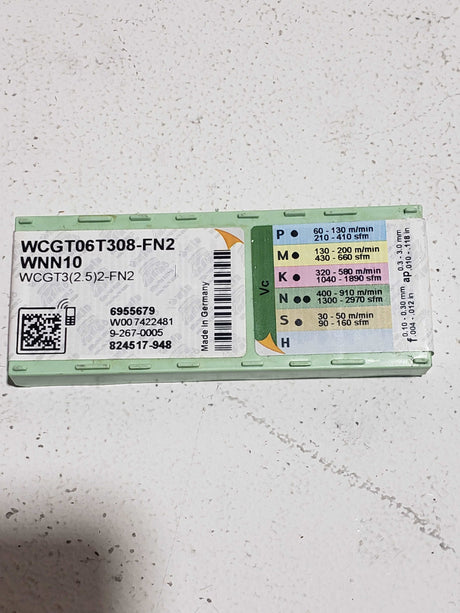 WCGT06T308-FN2
WNN10
WCGT3(2.5)2-FN2
6955679
W00 7422481
9-267-0005
824517-948
Made in Germany
Vc
P ● 60 - 130 m/min
210 - 410 sfm
M ● 130 - 200 m/min
430 - 660 sfm
K ● 320 - 580 m/min
1040 - 1890 sfm
N ●● 400 - 910 m/min
1300 - 2970 sfm
S ● 30 - 50 m/min
90 - 160 sfm
H
ap 0.3 - 3.0 mm
.010 - .118 in
f 0.10 - 0.30 mm
.004 - .012 in